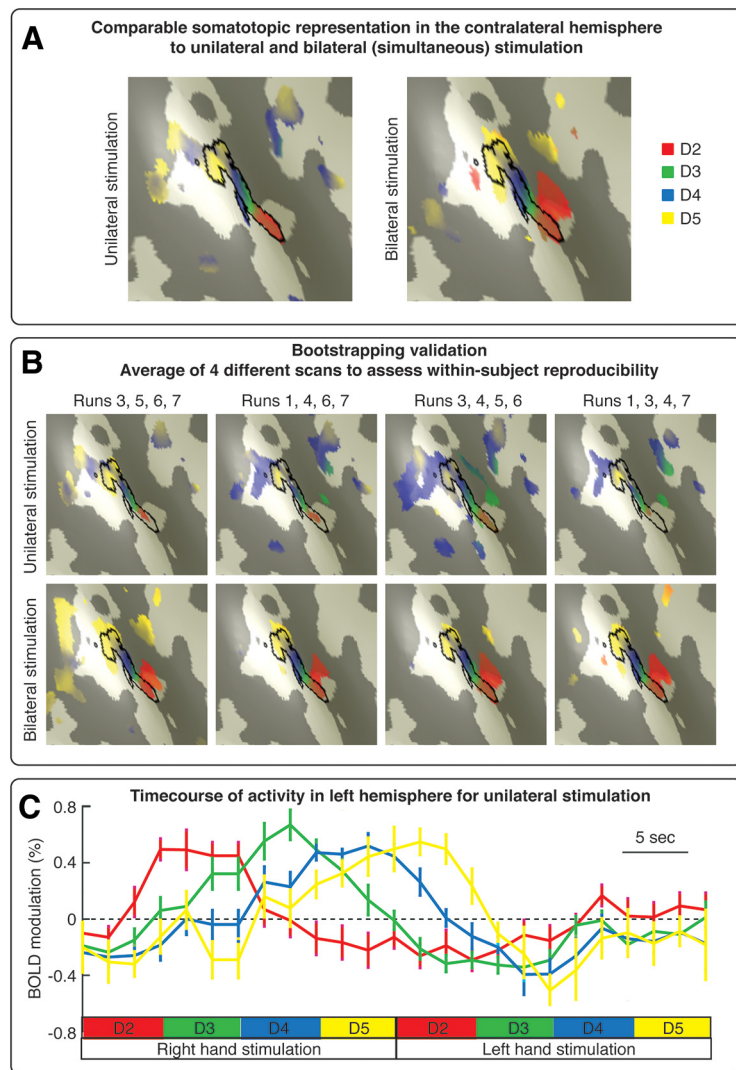 A
Comparable somatotopic representation in the contralateral hemisphere
to unilateral and bilateral (simultaneous) stimulation
Unilateral stimulation
Bilateral stimulation
D2
D3
D4
D5
B
Bootstrapping validation
Average of 4 different scans to assess within-subject reproducibility
Runs 3, 5, 6, 7
Runs 1, 4, 6, 7
Runs 3, 4, 5, 6
Runs 1, 3, 4, 7
Unilateral stimulation
Bilateral stimulation
C
Timecourse of activity in left hemisphere for unilateral stimulation
BOLD modulation (%)
0.8
0.4
0
-0.4
-0.8
5 sec
D2 D3 D4 D5 D2 D3 D4 D5
Right hand stimulation Left hand stimulation